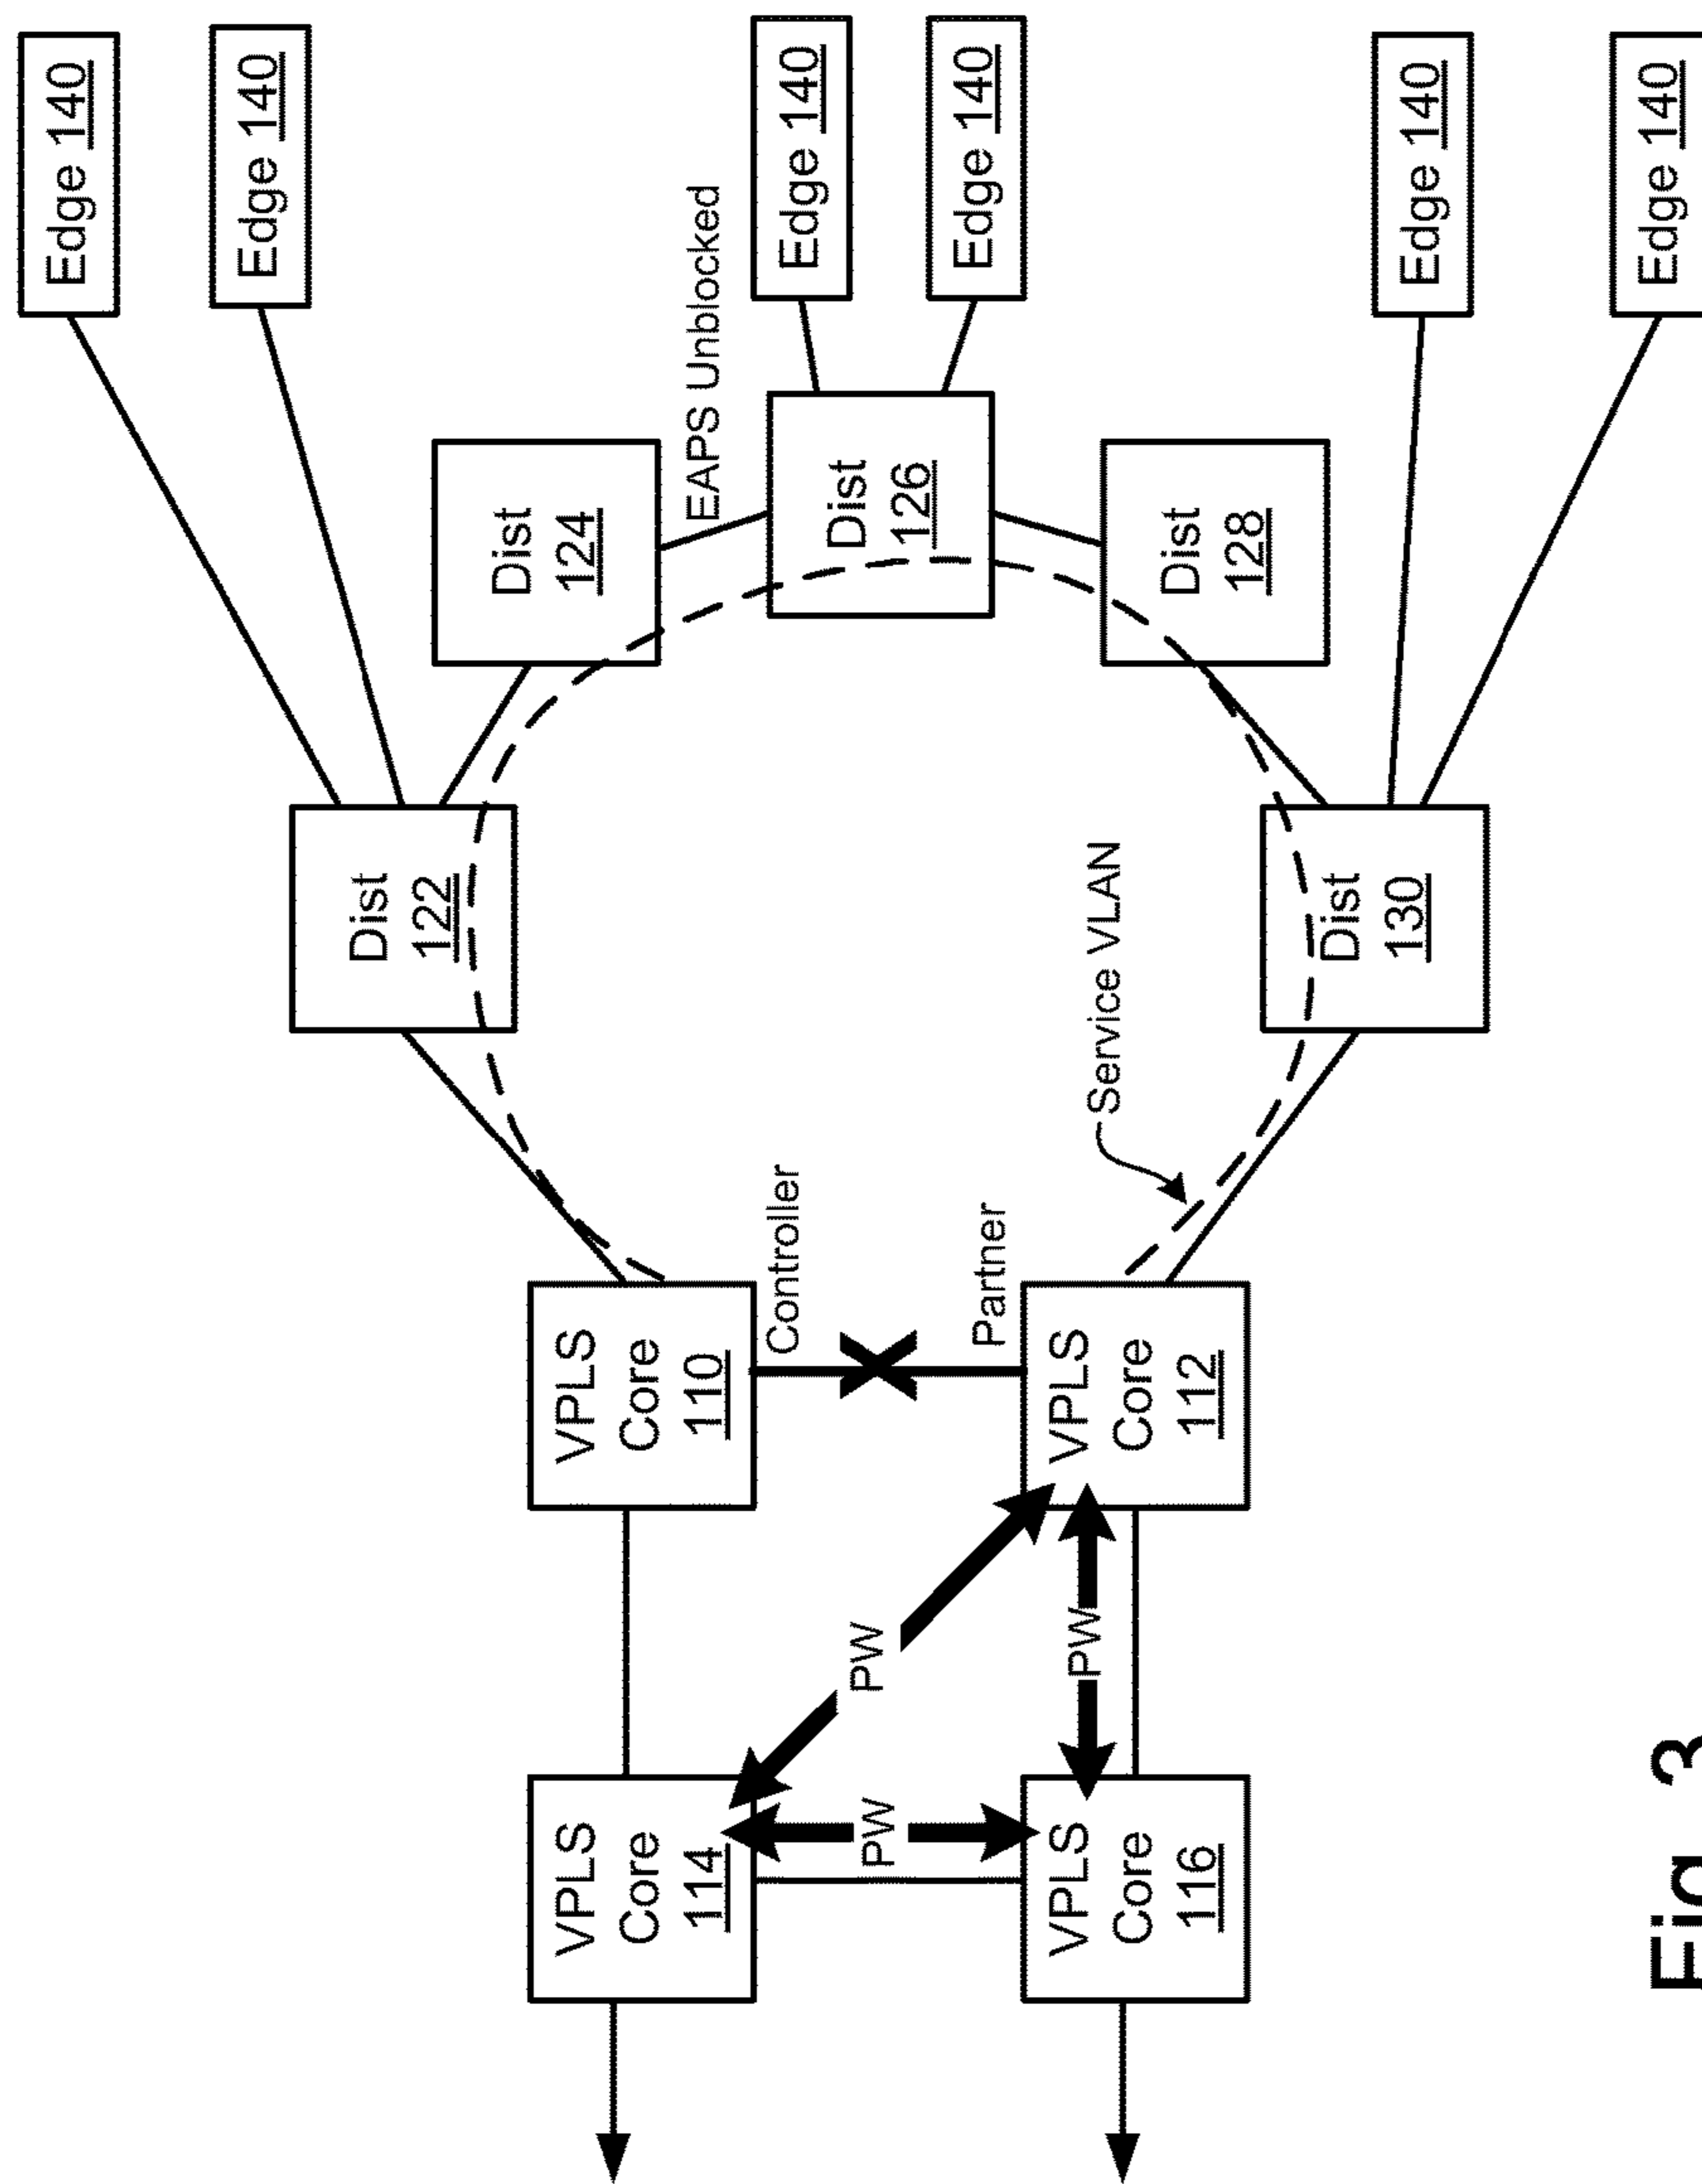 Edge 140
Edge 140
Dist
122
Dist
124
EAPS Unblocked
VPLS
Core
114
VPLS
Core
110
Controller
Edge 140
Edge 140
Dist
126
PW
PW
Partner
VPLS
Core
116
PW
VPLS
Core
112
Service VLAN
Dist
128
Dist
130
Edge 140
Edge 140
Fig. 3